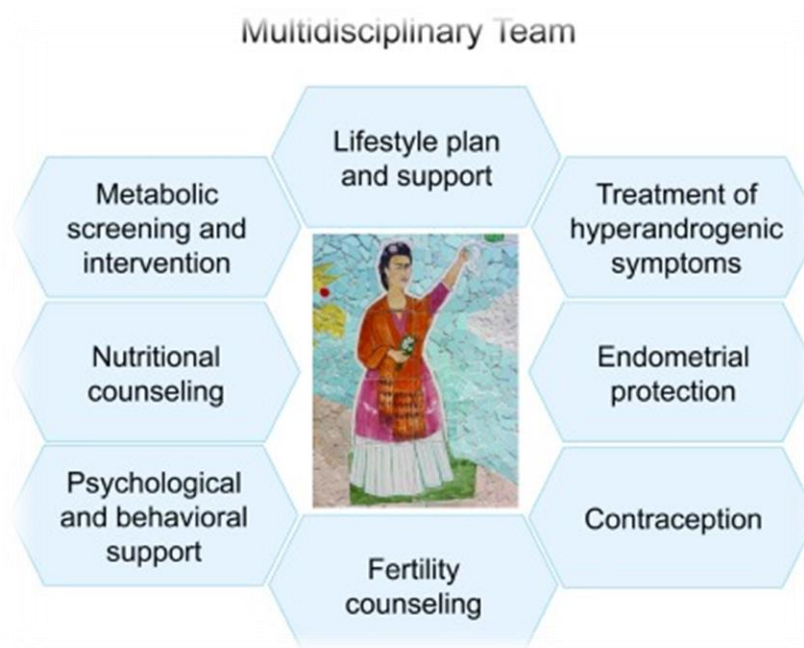 Multidisciplinary Team
Lifestyle plan
and support
Metabolic
screening and
intervention
Treatment of
hyperandrogenic
symptoms
Nutritional
counseling
Endometrial
protection
Psychological
and behavioral
support
Contraception
Fertility
counseling